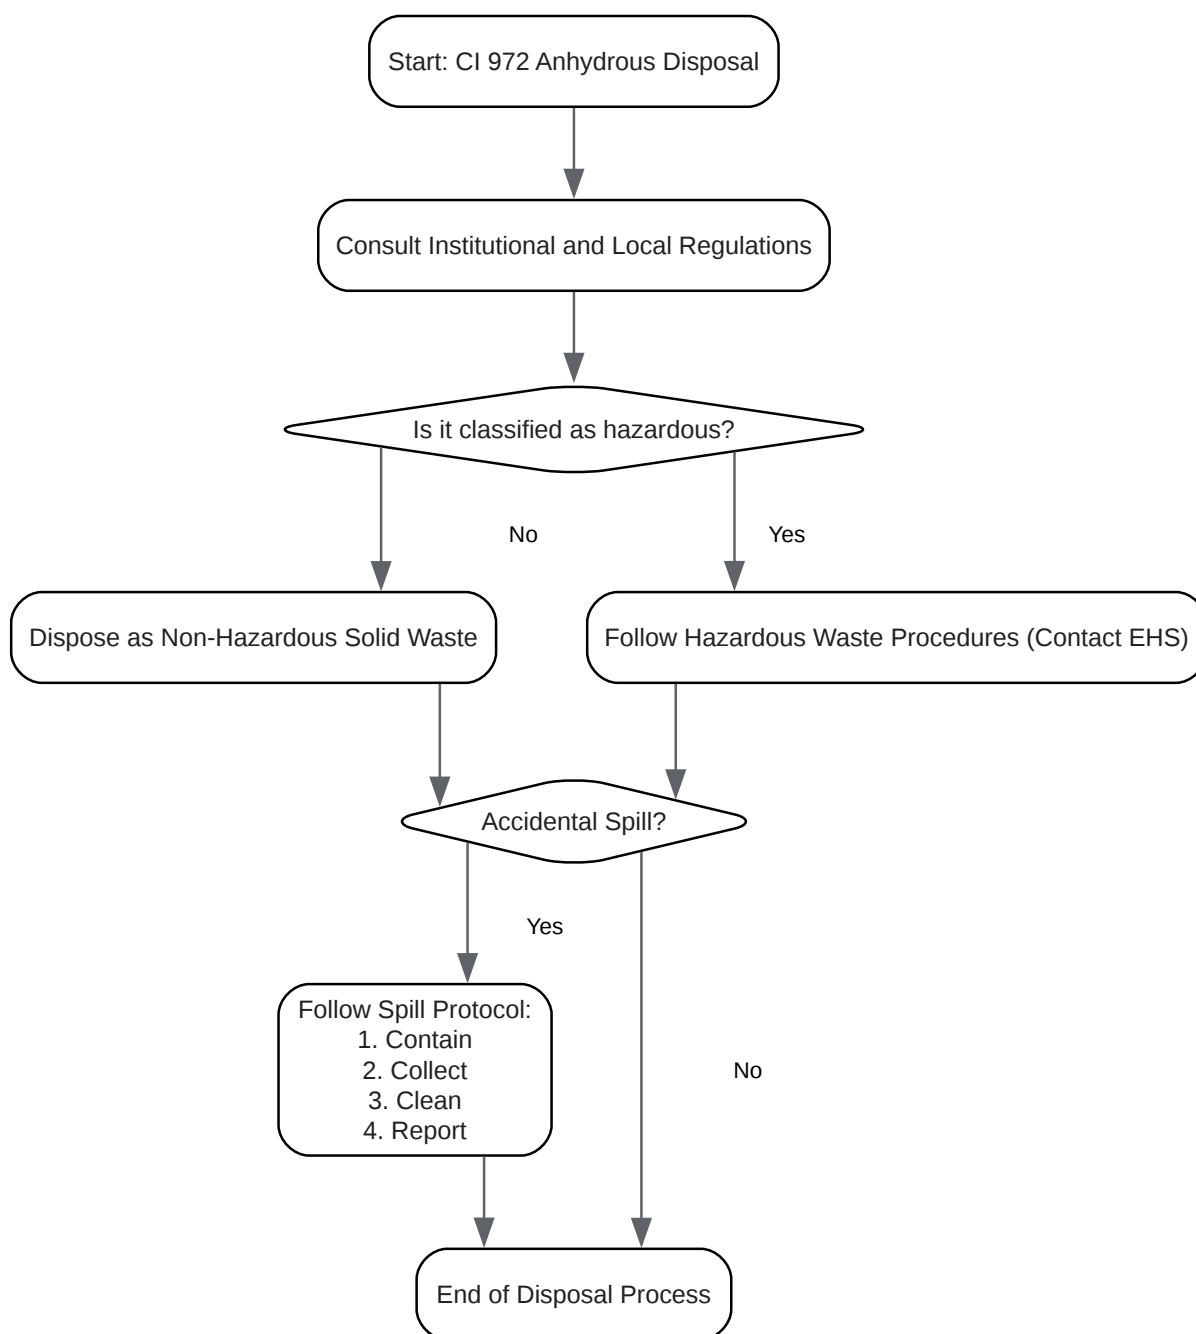 Start: CI 972 Anhydrous Disposal
Consult Institutional and Local Regulations
Is it classified as hazardous?
No
Yes
Dispose as Non-Hazardous Solid Waste
Follow Hazardous Waste Procedures (Contact EHS)
Accidental Spill?
Yes
Follow Spill Protocol:
1. Contain
2. Collect
3. Clean
4. Report
No
End of Disposal Process